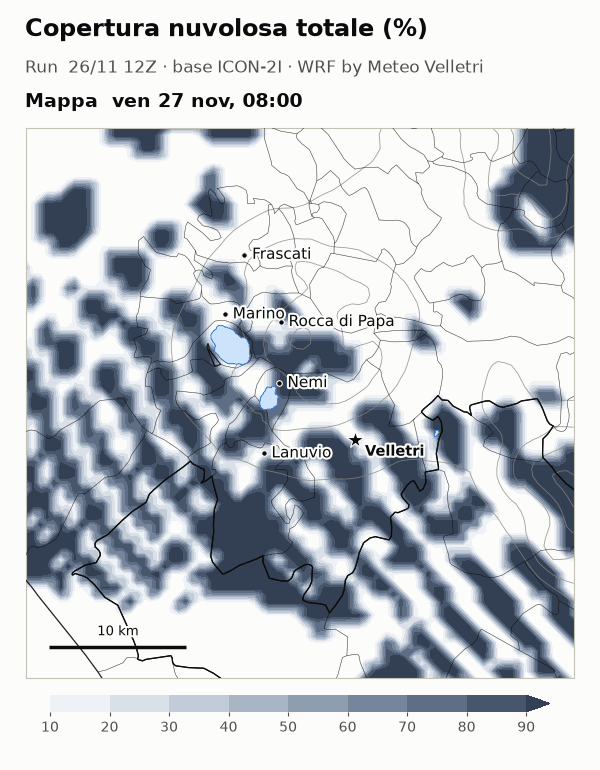 Copertura nuvolosa totale (%)
Run  26/11 12Z · base ICON-2I · WRF by Meteo Velletri
Mappa  ven 27 nov, 08:00
Frascati
Marino
Rocca di Papa
Nemi
Velletri
Lanuvio
10 km
10 20 30 40 50 60 70 80 90